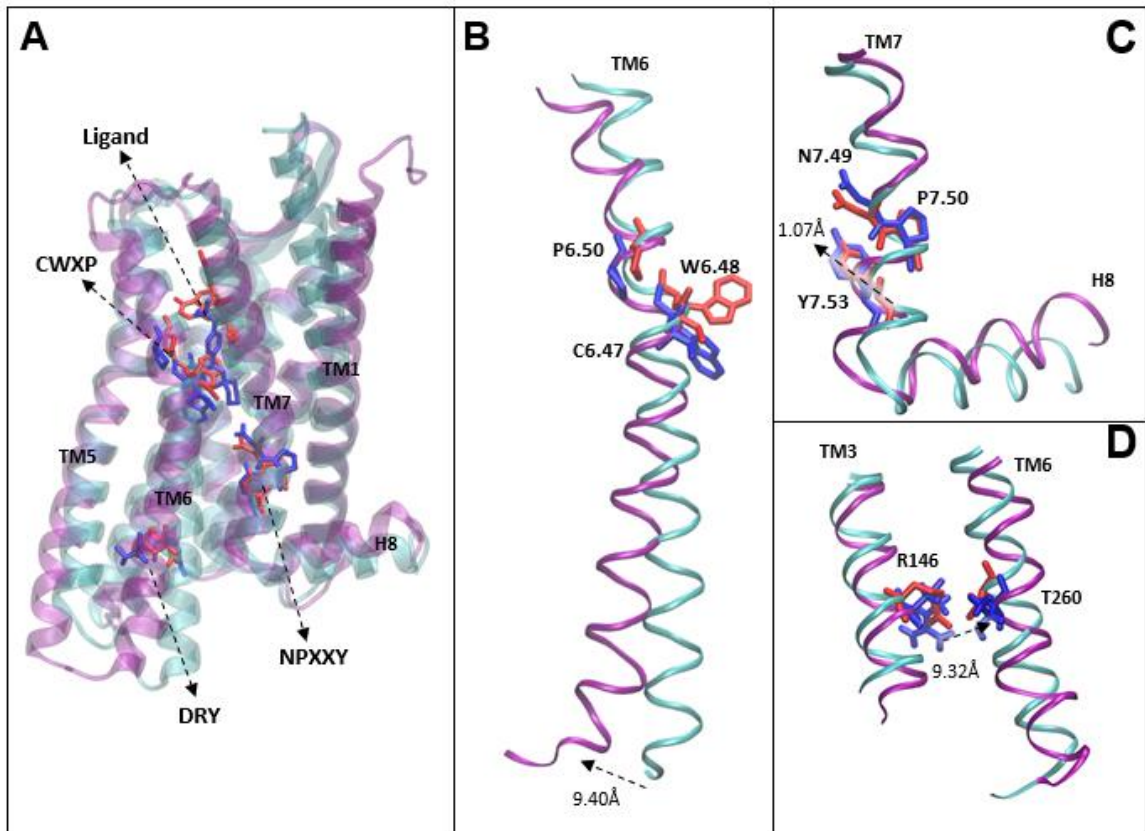 A
Ligand
CWXP
TM1
TM7
TM5
TM6
H8
NPXXY
DRY
B
TM6
P6.50
W6.48
C6.47
9.40Å
C
TM7
N7.49
P7.50
1.07Å
Y7.53
H8
D
TM3
TM6
R146
T260
9.32Å